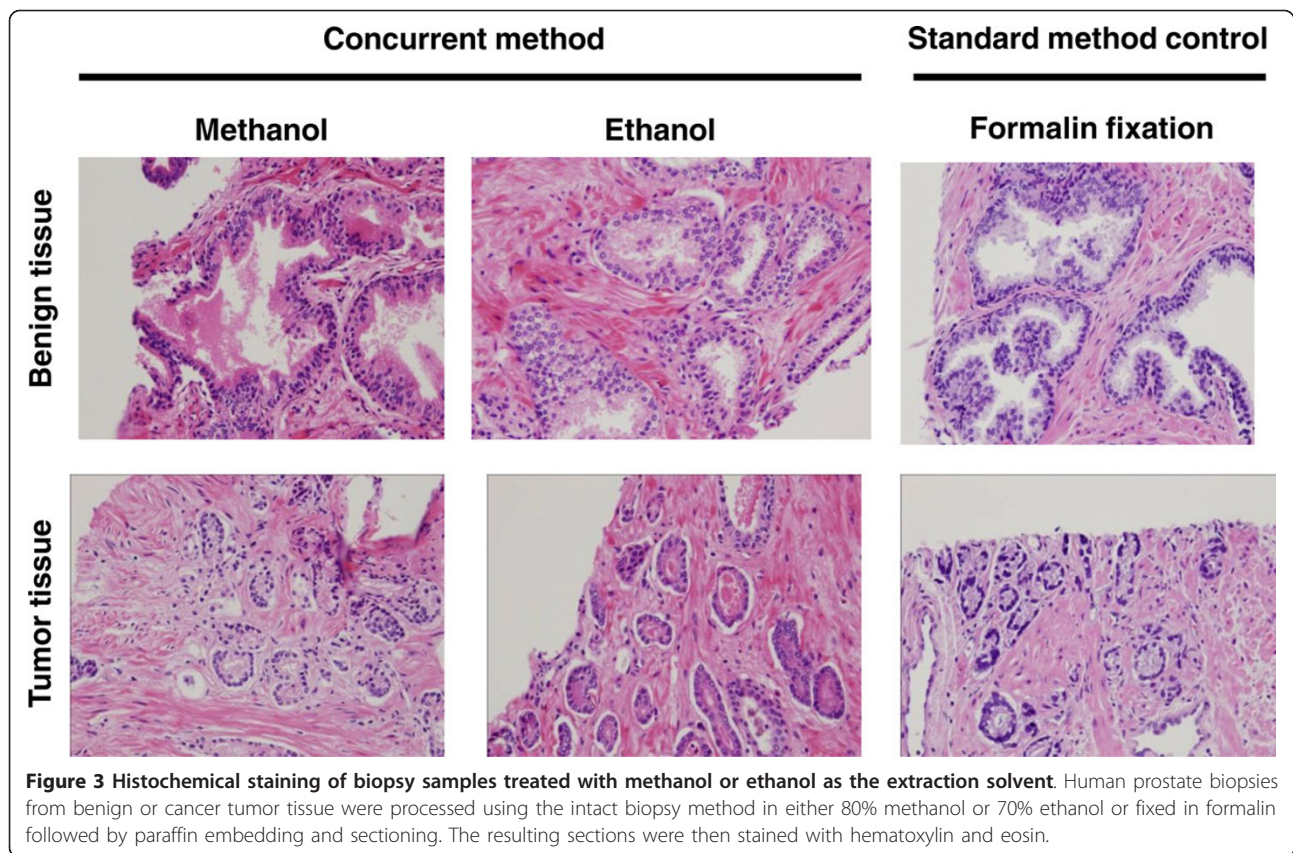 Concurrent method
Standard method control
Methanol
Ethanol
Formalin fixation
Benign tissue
Tumor tissue
Figure 3 Histochemical staining of biopsy samples treated with methanol or ethanol as the extraction solvent. Human prostate biopsies
from benign or cancer tumor tissue were processed using the intact biopsy method in either 80% methanol or 70% ethanol or fixed in formalin
followed by paraffin embedding and sectioning. The resulting sections were then stained with hematoxylin and eosin.